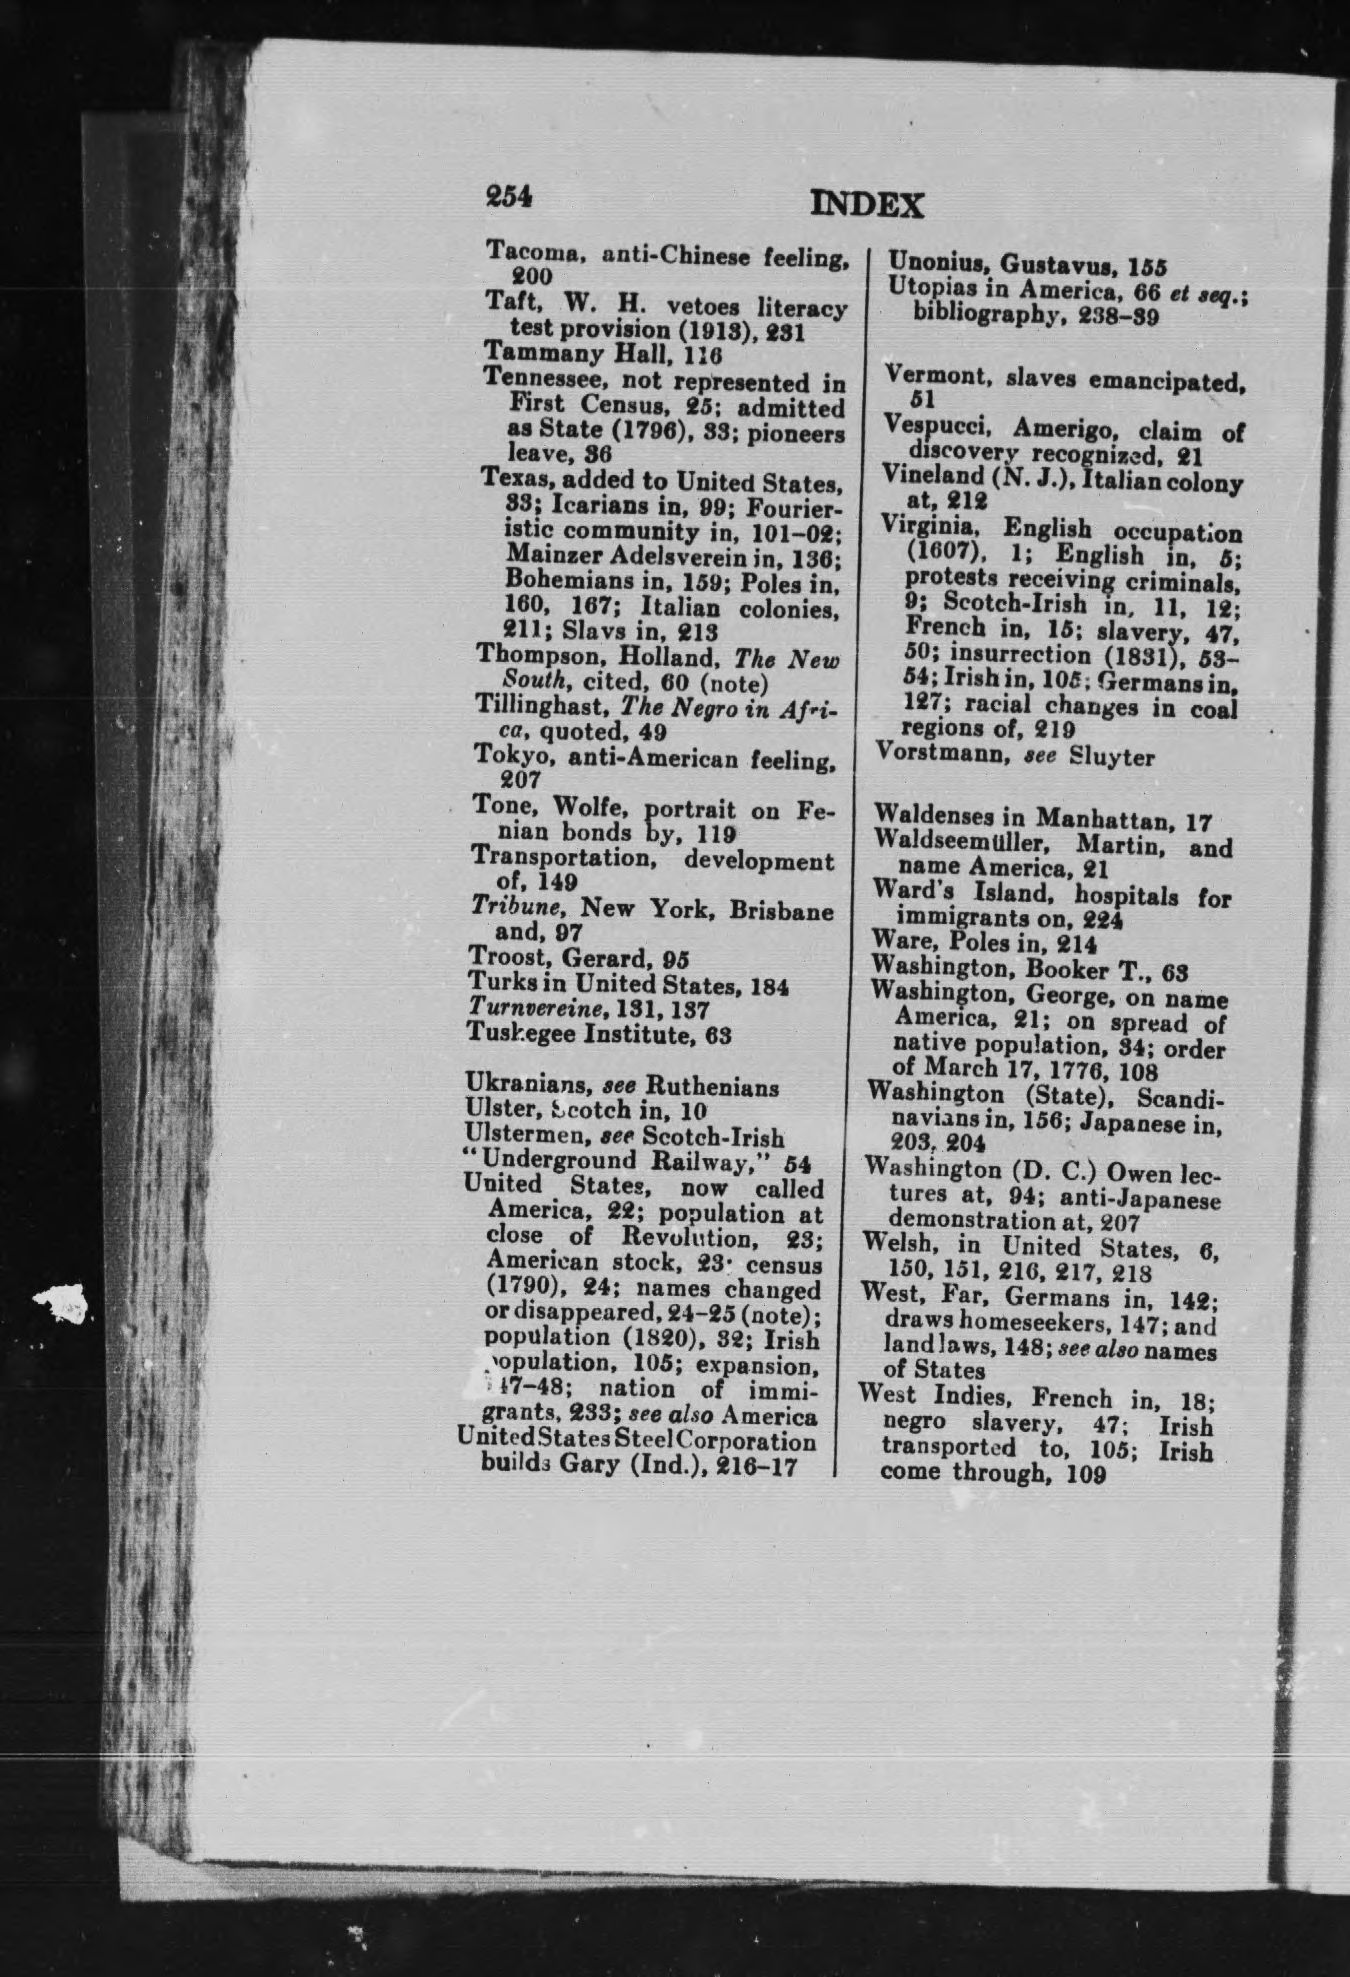 254
INDEX
Tacoma, anti-Chinese feeling,
200
Taft, W. H. vetoes literacy
test provision (1913), 231
Tammany Hall, 116
Tennessee, not represented in
First Census, 25; admitted
as State (1796), 33; pioneers
leave, 36
Texas, added to United States,
33; Icarians in, 99; Fourier-
istic community in, 101-02;
Mainzer Adelsverein in, 136;
Bohemians in, 159; Poles in,
160, 167; Italian colonies,
211; Slavs in, 213
Thompson, Holland, The New
South, cited, 60 (note)
Tillinghast, The Negro in Afri-
ca, quoted, 49
Tokyo, anti-American feeling,
207
Tone, Wolfe, portrait on Fe-
nian bonds by, 119
Transportation, development
of, 149
Tribune, New York, Brisbane
and, 97
Troost, Gerard, 95
Turks in United States, 184
Turnvereine, 131, 137
Tuskegee Institute, 63
Ukranians, see Ruthenians
Ulster, Scotch in, 10
Ulstermen, see Scotch-Irish
"Underground Railway," 54
United States, now called
America, 22; population at
close of Revolution, 23;
American stock, 23; census
(1790), 24; names changed
or disappeared, 24-25 (note);
population (1820), 32; Irish
population, 105; expansion,
47-48; nation of immi-
grants, 233; see also America
United States Steel Corporation
builds Gary (Ind.), 216-17
Unonius, Gustavus, 155
Utopias in America, 66 et seq.;
bibliography, 238-39
Vermont, slaves emancipated,
51
Vespucci, Amerigo, claim of
discovery recognized, 21
Vineland (N. J.), Italian colony
at, 212
Virginia, English occupation
(1607), 1; English in, 5;
protests receiving criminals,
9; Scotch-Irish in, 11, 12;
French in, 15; slavery, 47,
50; insurrection (1831), 53-
54; Irish in, 105; Germans in,
127; racial changes in coal
regions of, 219
Vorstmann, see Sluyter
Waldenses in Manhattan, 17
Waldseemüller, Martin, and
name America, 21
Ward's Island, hospitals for
immigrants on, 224
Ware, Poles in, 214
Washington, Booker T., 63
Washington, George, on name
America, 21; on spread of
native population, 34; order
of March 17, 1776, 108
Washington (State), Scandi-
navians in, 156; Japanese in,
203, 204
Washington (D. C.) Owen lec-
tures at, 94; anti-Japanese
demonstration at, 207
Welsh, in United States, 6,
150, 151, 216, 217, 218
West, Far, Germans in, 142;
draws homeseekers, 147; and
land laws, 148; see also names
of States
West Indies, French in, 18;
negro slavery, 47; Irish
transported to, 105; Irish
come through, 109